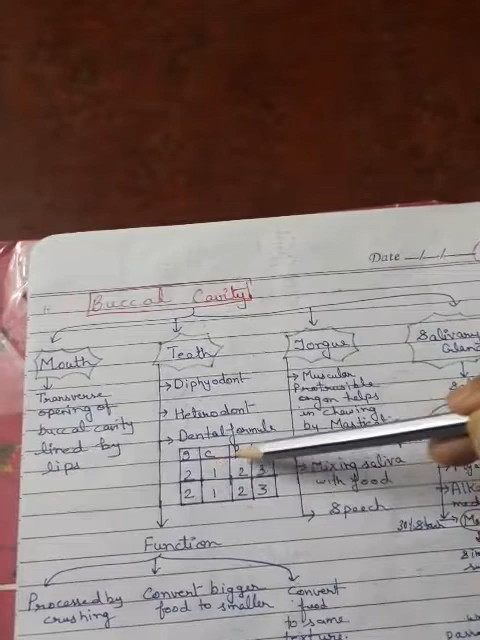 Date _/_/_
Buccal Cavity
Mouth
Transverse
opening of
buccal cavity
lined by
lips
Teeth
→ Diphyodont
→ Heterodont
→ Dental formula
C
2 1 2 3
2 1 2 3
Function
Processed by
crushing
Convert bigger
food to smaller
Convert
food
to same
texture
Torgue
→ Muscular
Protrusible
organ helps
in chewing
by
→ Mixing saliva
with food
→ Speech
Salivary
Gland